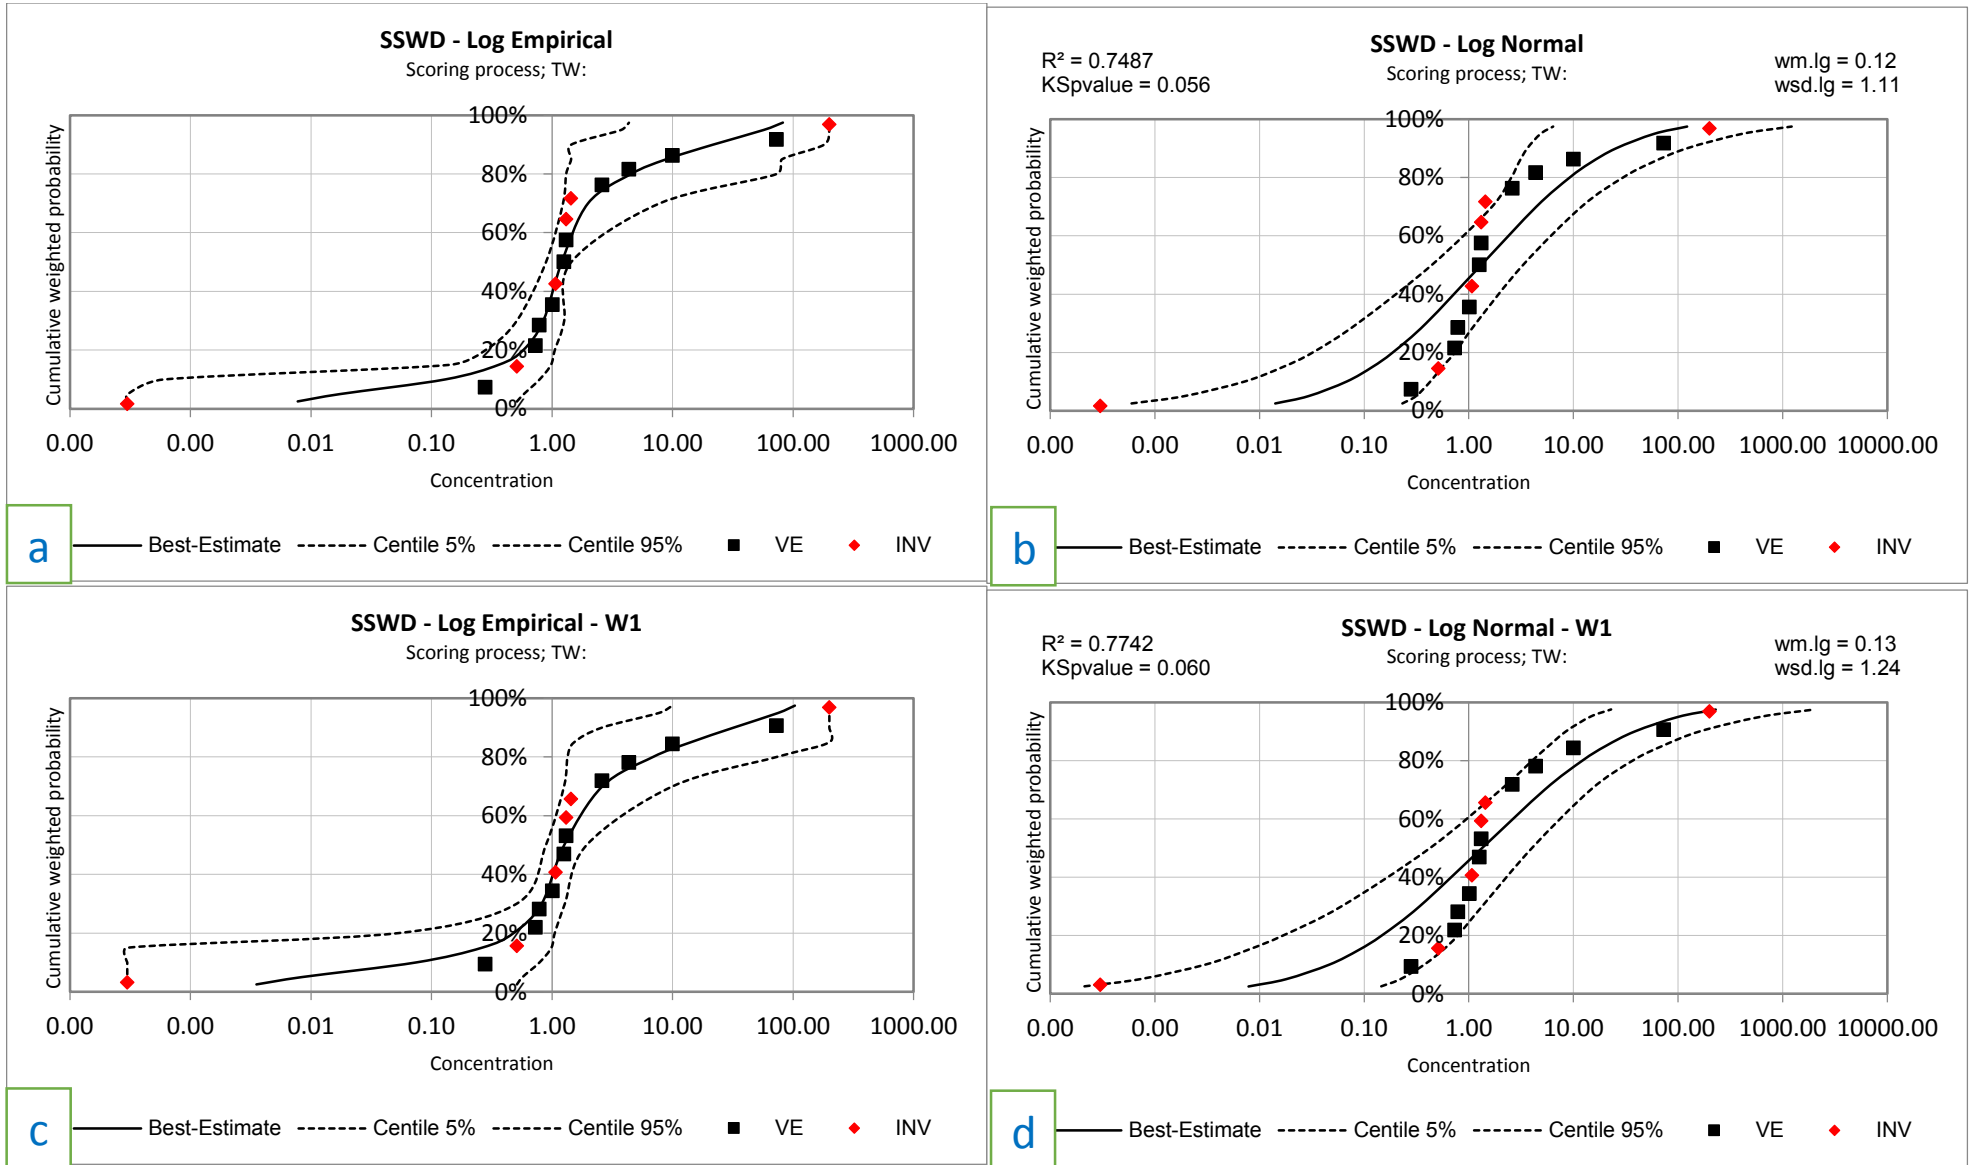 SSWD - Log Empirical
Scoring process; TW:
Cumulative weighted probability
100%
80%
60%
40%
20%
0%
0.00 0.00 0.01 0.10 1.00 10.00 100.00 1000.00
Concentration
a
Best-Estimate Centile 5% Centile 95% VE INV
R² = 0.7487
KSpvalue = 0.056
SSWD - Log Normal
Scoring process; TW:
wm.lg = 0.12
wsd.lg = 1.11
Cumulative weighted probability
100%
80%
60%
40%
20%
0%
0.00 0.00 0.01 0.10 1.00 10.00 100.00 1000.00 10000.00
Concentration
b
Best-Estimate Centile 5% Centile 95% VE INV
SSWD - Log Empirical - W1
Scoring process; TW:
Cumulative weighted probability
100%
80%
60%
40%
20%
0%
0.00 0.00 0.01 0.10 1.00 10.00 100.00 1000.00
Concentration
c
Best-Estimate Centile 5% Centile 95% VE INV
R² = 0.7742
KSpvalue = 0.060
SSWD - Log Normal - W1
Scoring process; TW:
wm.lg = 0.13
wsd.lg = 1.24
Cumulative weighted probability
100%
80%
60%
40%
20%
0%
0.00 0.00 0.01 0.10 1.00 10.00 100.00 1000.00 10000.00
Concentration
d
Best-Estimate Centile 5% Centile 95% VE INV